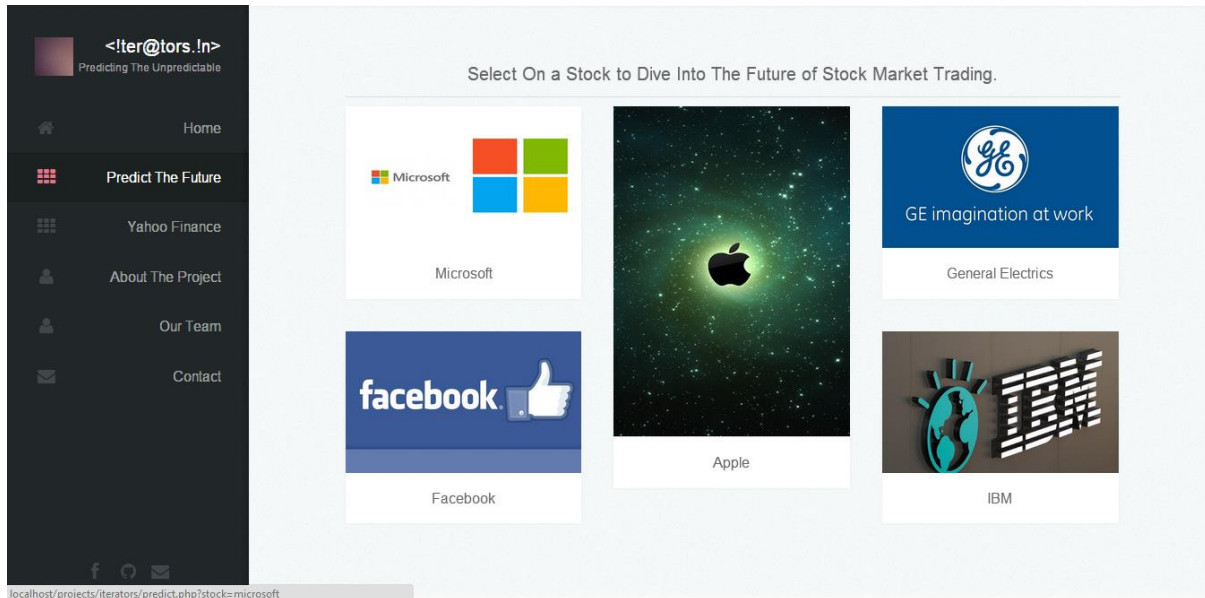 <!ter@tors.!n>
Predicting The Unpredictable
Home
Predict The Future
Yahoo Finance
About The Project
Our Team
Contact
Select On a Stock to Dive Into The Future of Stock Market Trading.
Microsoft
Microsoft
facebook.
Facebook
Apple
GE
GE imagination at work
General Electrics
IBM
IBM
f
localhost/projects/iterators/predict.php?stock=microsoft